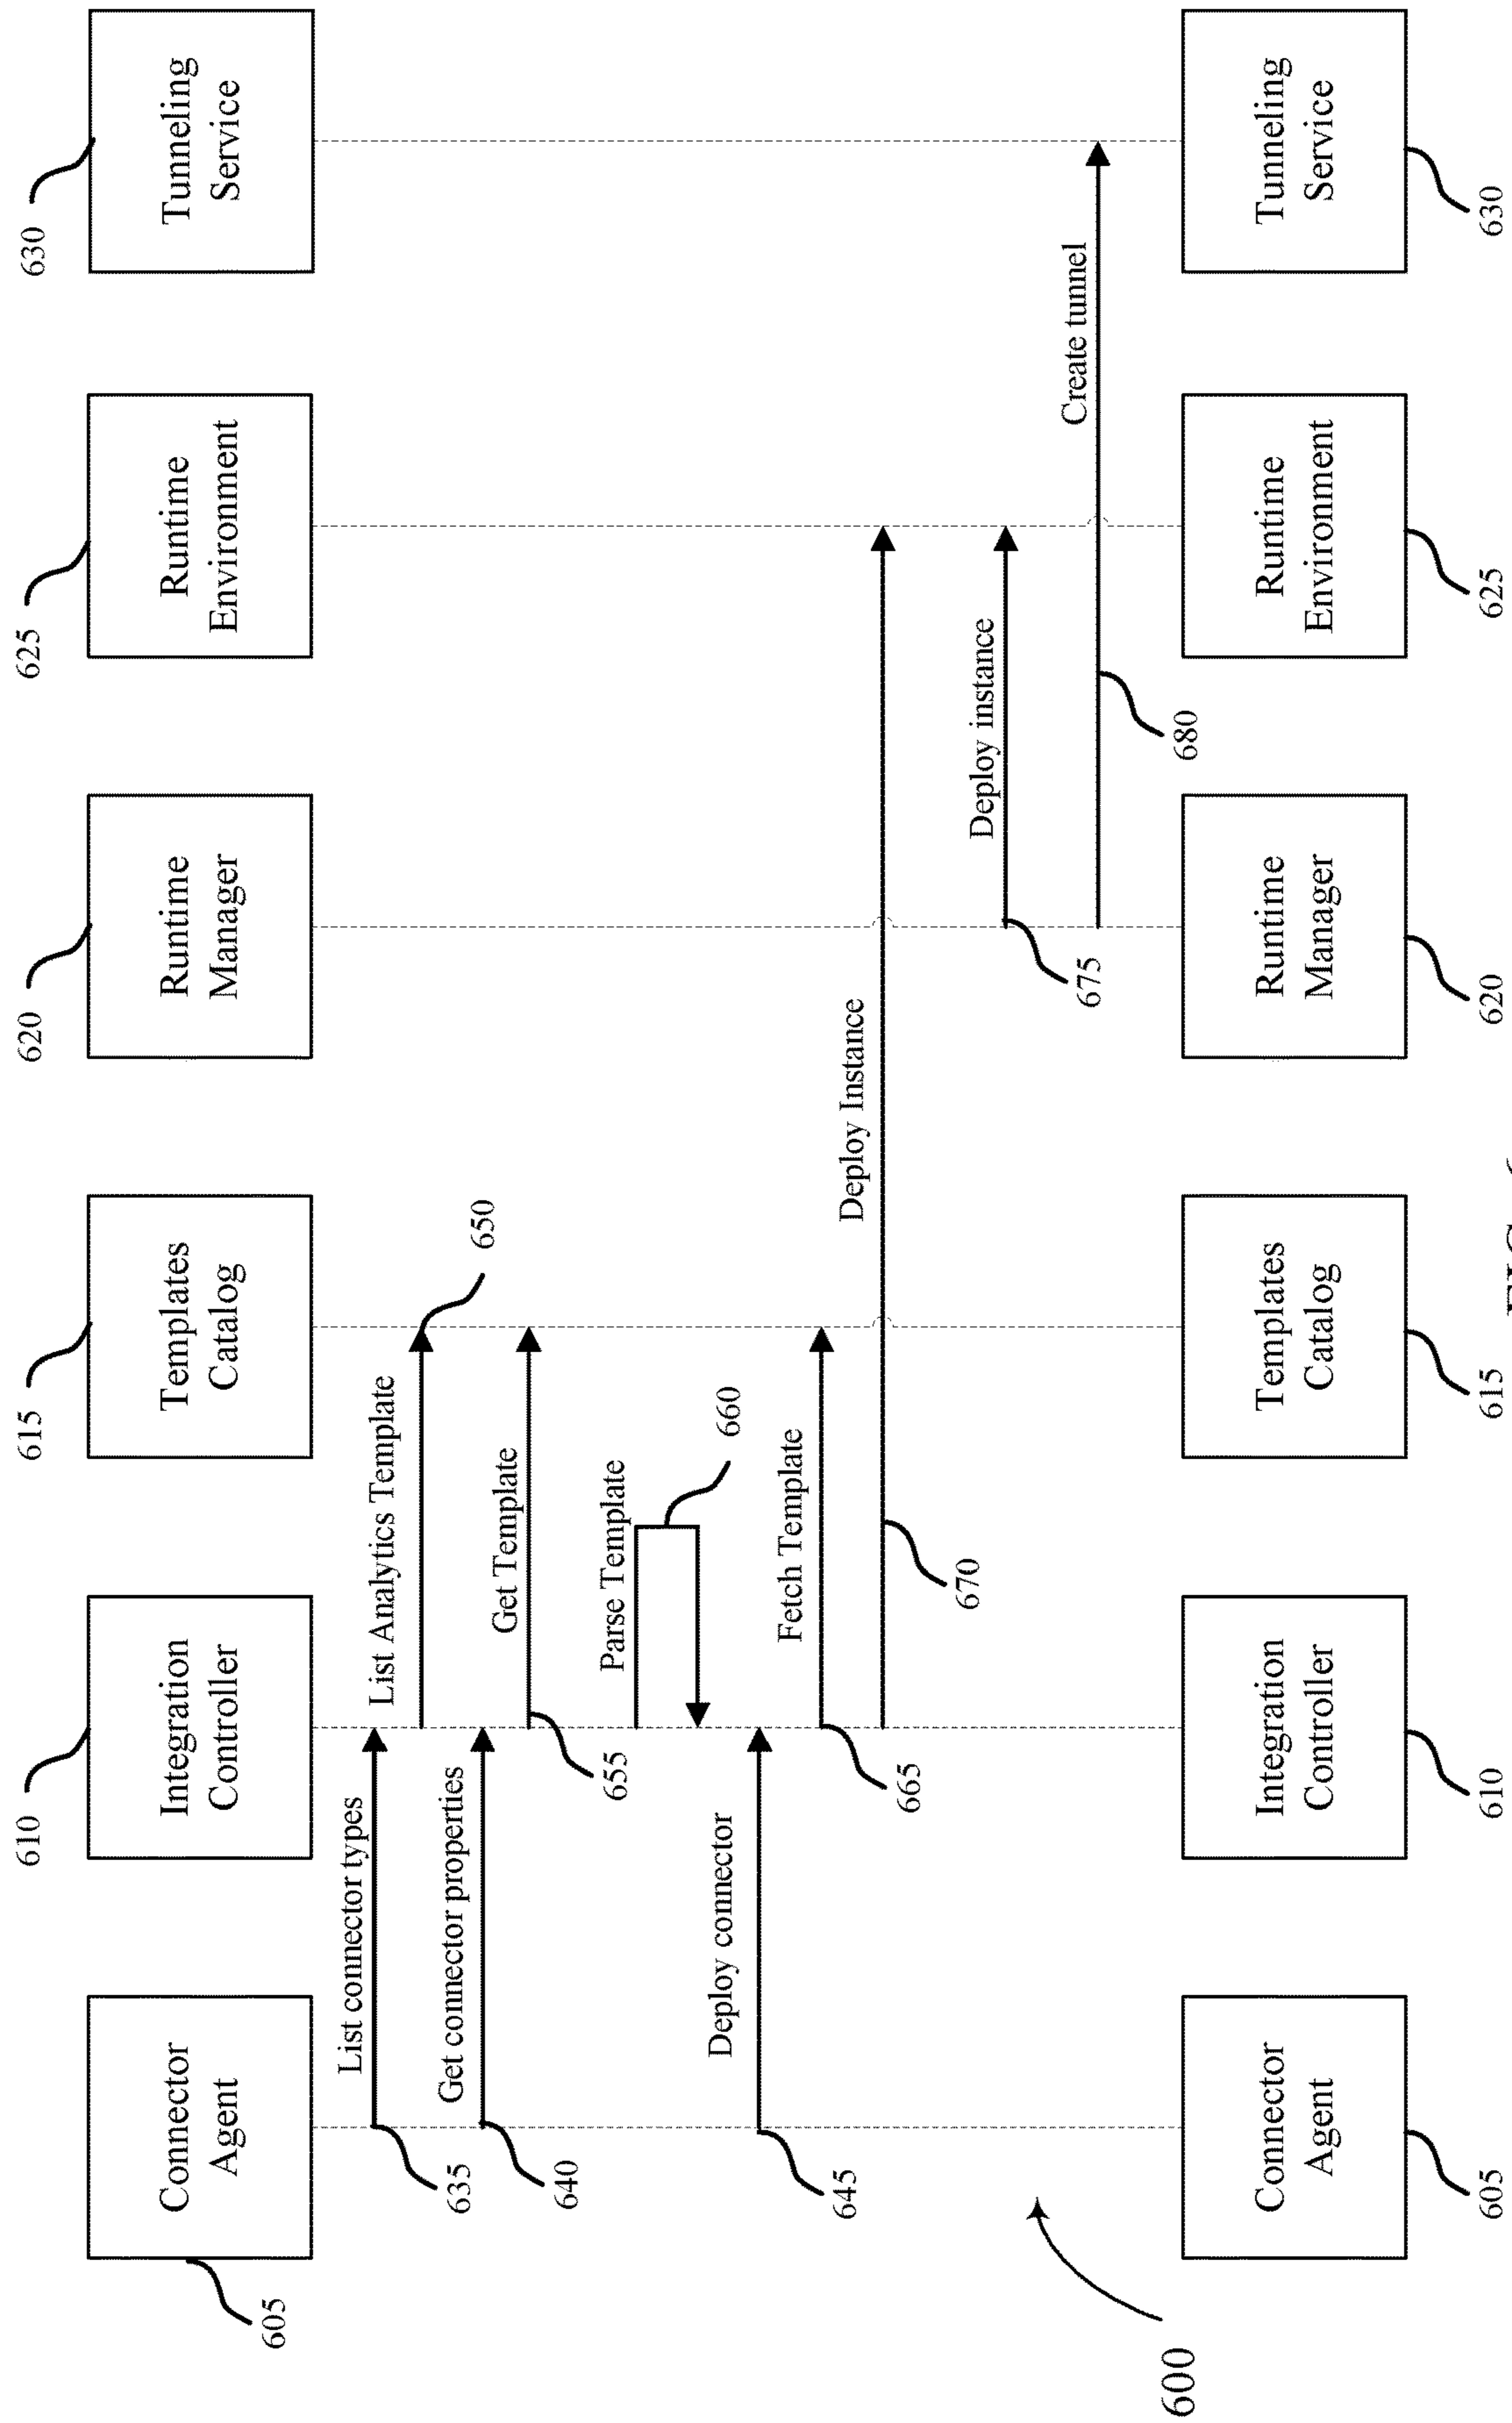 605
610
615
620
625
630
Connector
Agent
Integration
Controller
Templates
Catalog
Runtime
Manager
Runtime
Environment
Tunneling
Service
List connector types
635
List Analytics Template
650
Get connector properties
640
Get Template
655
Parse Template
660
Deploy connector
645
Fetch Template
665
Deploy Instance
670
Deploy instance
675
Create tunnel
680
600
Connector
Agent
Integration
Controller
Templates
Catalog
Runtime
Manager
Runtime
Environment
Tunneling
Service
605
610
615
620
625
630